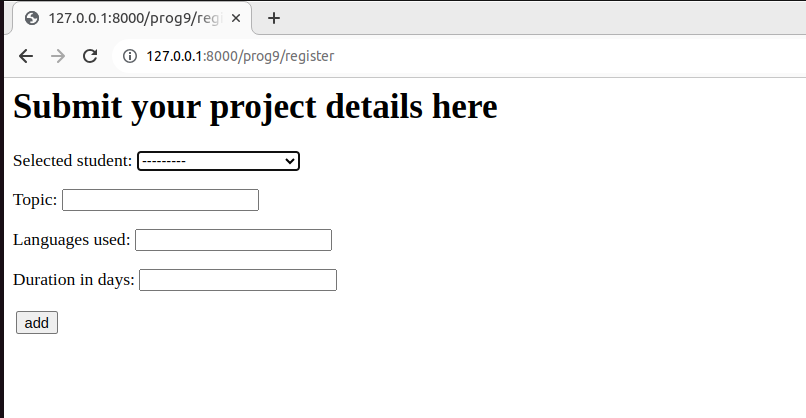 127.0.0.1:8000/prog9/reg
127.0.0.1:8000/prog9/register
Submit your project details here
Selected student: ---------
Topic:
Languages used:
Duration in days:
add